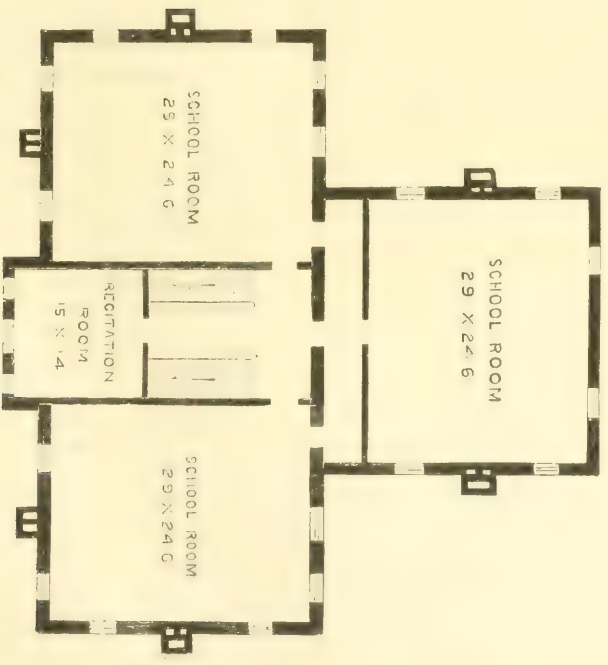 SCHOOL ROOM
29 X 24 6
SCHOOL ROOM
29 X 24.6
RECITATION
ROOM
15 X 14
SCHOOL ROOM
29 X 24 6